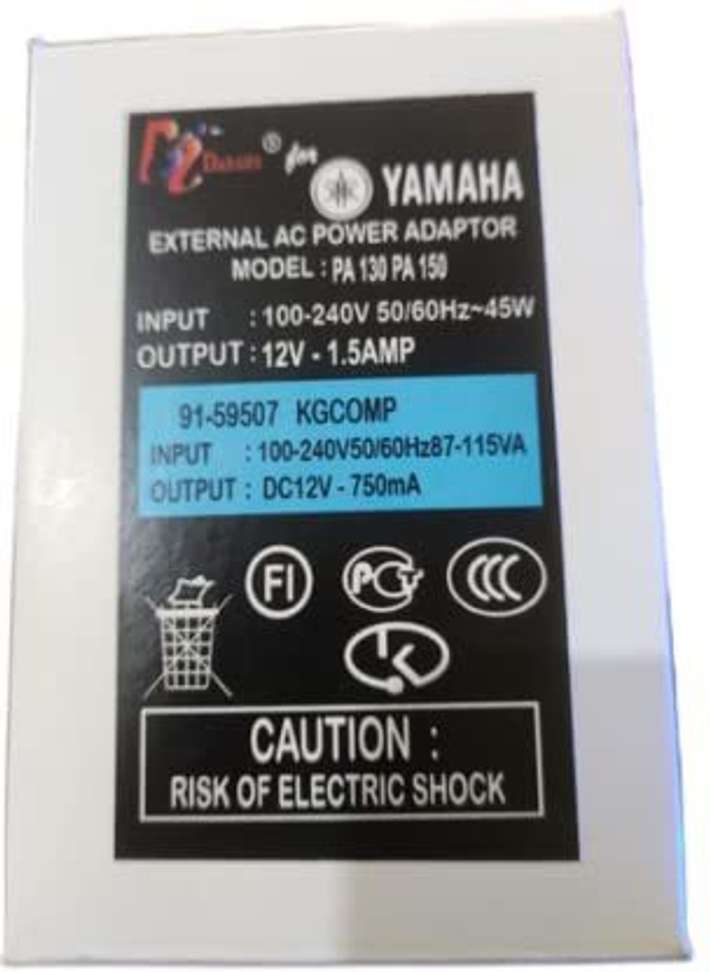 ® for YAMAHA
EXTERNAL AC POWER ADAPTOR
MODEL : PA 130 PA 150
INPUT : 100-240V 50/60Hz~45W
OUTPUT : 12V - 1.5AMP
91-59507 KGCOMP
INPUT : 100-240V50/60Hz87-115VA
OUTPUT : DC12V - 750mA
FI PCT CCC
K
CAUTION :
RISK OF ELECTRIC SHOCK